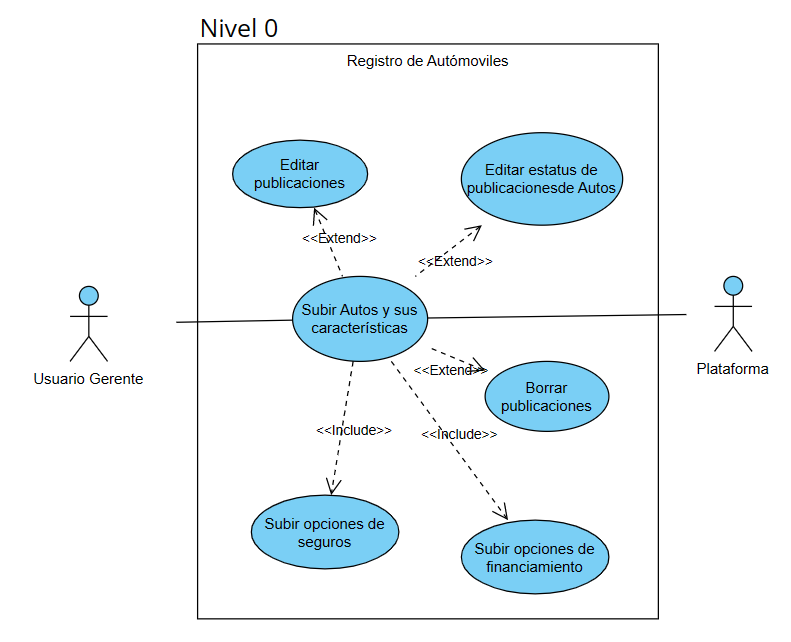 Nivel 0
Registro de Autómoviles
Editar
publicaciones
Editar estatus de
publicacionesde Autos
<<Extend>>
<<Extend>>
Subir Autos y sus
características
Usuario Gerente
Plataforma
<<Extend>>
Borrar
publicaciones
<<Include>>
<<Include>>
Subir opciones de
seguros
Subir opciones de
financiamiento